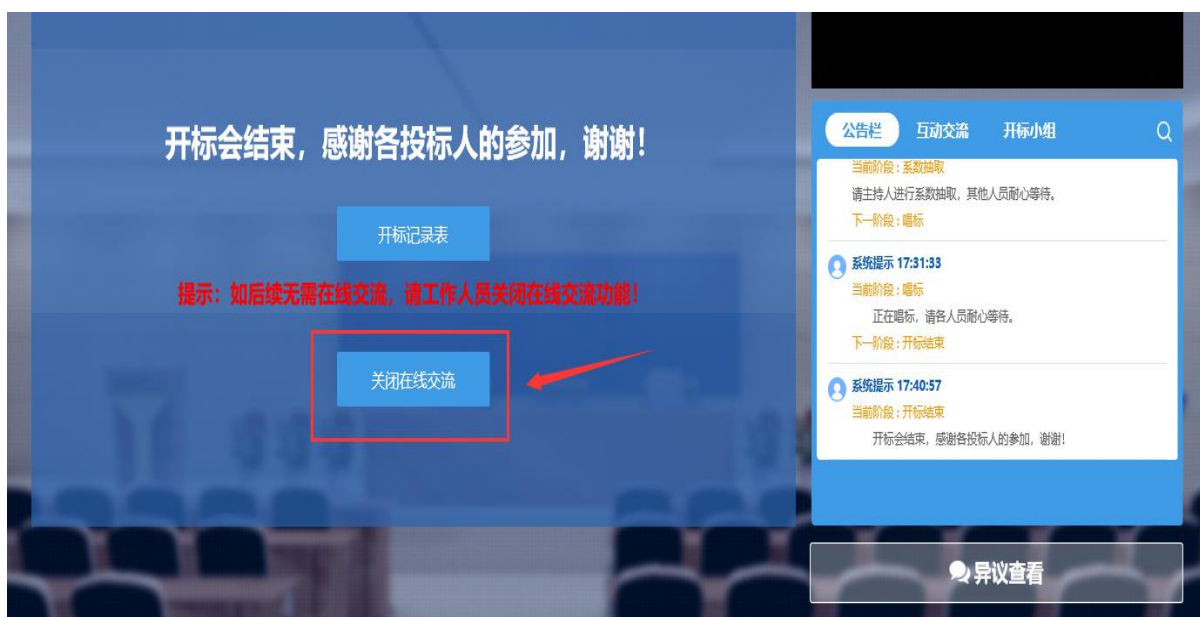 开标会结束，感谢各投标人的参加，谢谢！
开标记录表
提示：如后续无需在线交流，请工作人员关闭在线交流功能！
关闭在线交流
公告栏 互动交流 开标小组
当前阶段 : 系数抽取
请主持人进行系数抽取，其他人员耐心等待。
下一阶段 : 唱标
系统提示 17:31:33
当前阶段 : 唱标
正在唱标，请各人员耐心等待。
下一阶段 : 开标结束
系统提示 17:40:57
当前阶段 : 开标结束
开标会结束，感谢各投标人的参加，谢谢！
异议查看